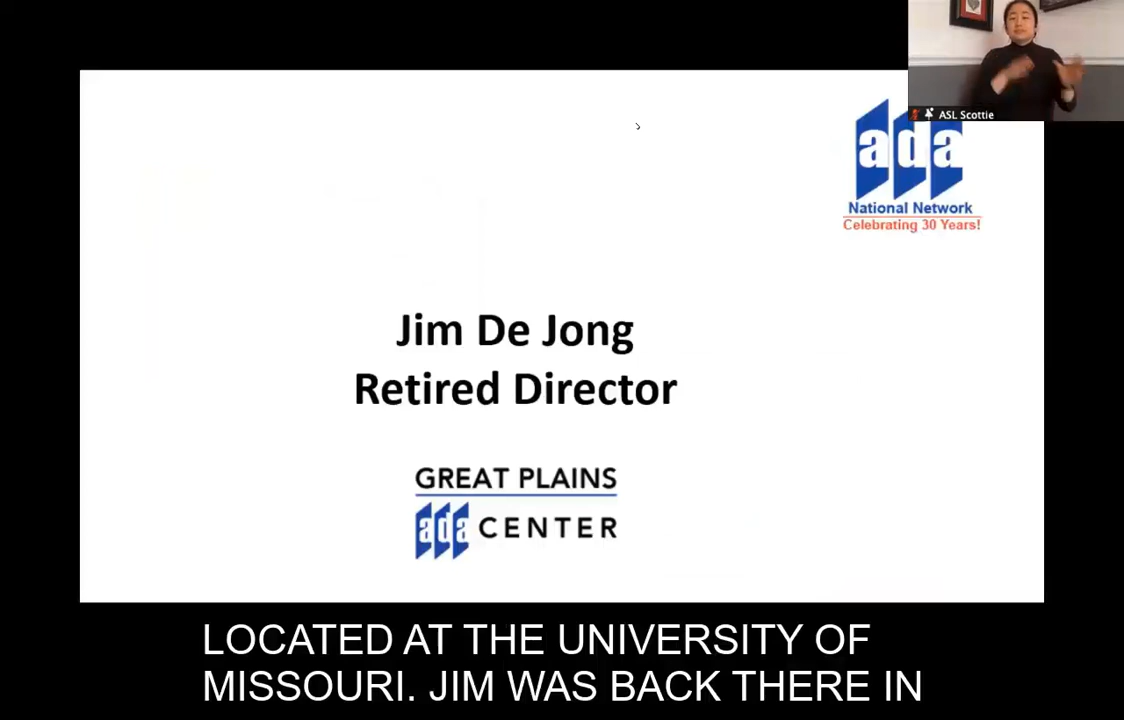 ASL Scottie
ada
National Network
Celebrating 30 Years!
Jim De Jong
Retired Director
GREAT PLAINS
ada CENTER
LOCATED AT THE UNIVERSITY OF
MISSOURI. JIM WAS BACK THERE IN